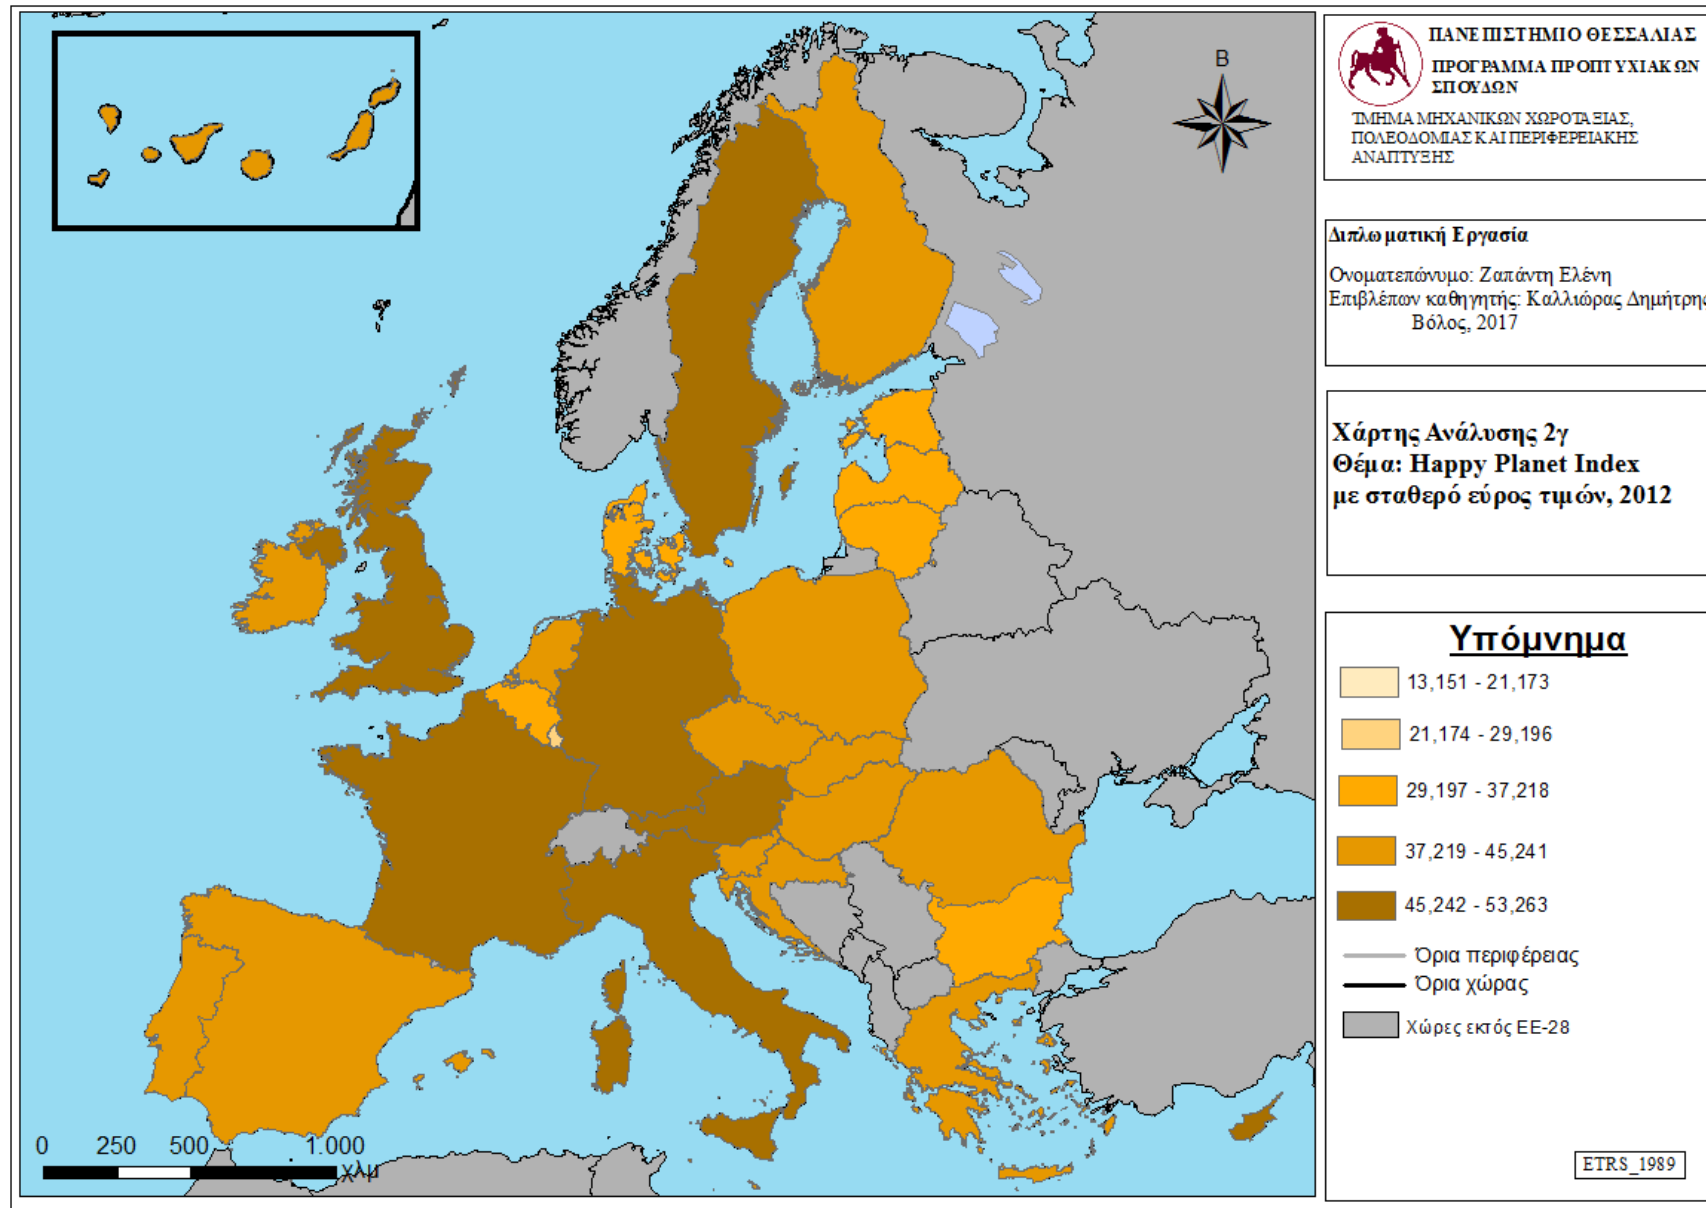 B
ΠΑΝΕΠΙΣΤΗΜΙΟ ΘΕΣΣΑΛΙΑΣ
ΠΡΟΓΡΑΜΜΑ ΠΡΟΠΤΥΧΙΑΚΩΝ
ΣΠΟΥΔΩΝ
ΤΜΗΜΑ ΜΗΧΑΝΙΚΩΝ ΧΩΡΟΤΑΞΙΑΣ,
ΠΟΛΕΟΔΟΜΙΑΣ ΚΑΙ ΠΕΡΙΦΕΡΕΙΑΚΗΣ
ΑΝΑΠΤΥΞΗΣ
Διπλωματική Εργασία
Ονοματεπώνυμο: Ζαπάντη Ελένη
Επιβλέπων καθηγητής: Καλλιώρας Δημήτρης
Βόλος, 2017
Χάρτης Ανάλυσης 2γ
Θέμα: Happy Planet Index
με σταθερό εύρος τιμών, 2012
Υπόμνημα
13,151 - 21,173
21,174 - 29,196
29,197 - 37,218
37,219 - 45,241
45,242 - 53,263
Όρια περιφέρειας
Όρια χώρας
Χώρες εκτός ΕΕ-28
ETRS_1989
0 250 500 1.000
χλμ